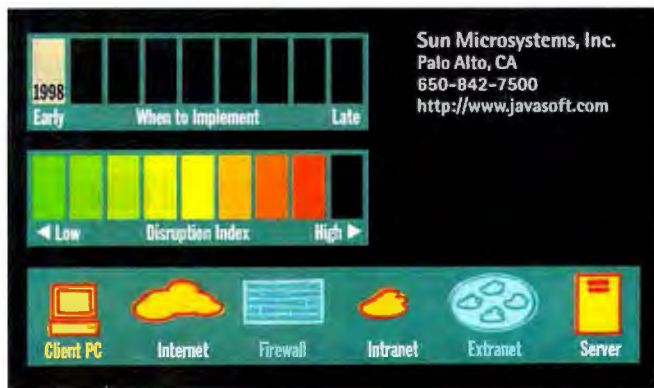 Sun Microsystems, Inc.
Palo Alto, CA
650-842-7500
http://www.javasoft.com
1998
Early When to Implement Late
◄ Low Disruption Index High ►
Client PC Internet Firewall Intranet Extranet Server